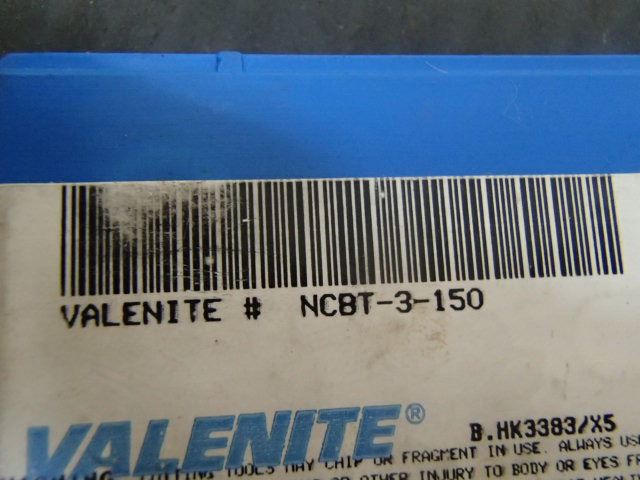 VALENITE # NCBT-3-150
VALENITE®
B.HK3383/X5
TOOLS MAY CHIP OR FRAGMENT IN USE. ALWAYS
OTHER INJURY TO BODY OR EYES